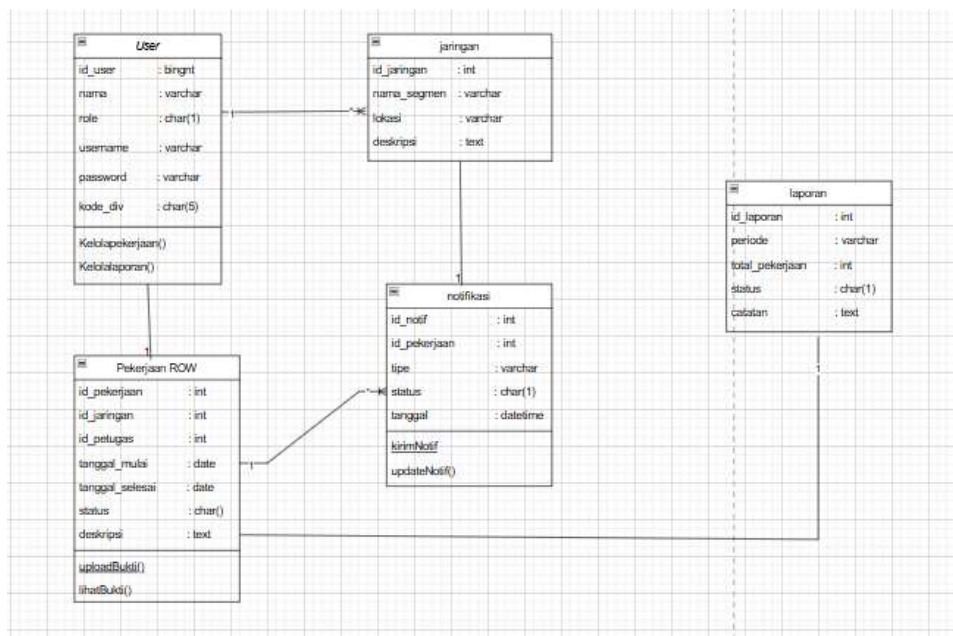 User
id_user : bingnt
nama : varchar
role : char(1)
username : varchar
password : varchar
kode_div : char(5)
Kelolapekerjaan()
Kelolalaporan()
1
*
jaringan
id_jaringan : int
nama_segmen : varchar
lokasi : varchar
deskripsi : text
laporan
id_laporan : int
periode : varchar
total_pekerjaan : int
status : char(1)
catatan : text
1
1
notifikasi
id_notif : int
id_pekerjaan : int
tipe : varchar
status : char(1)
tanggal : datetime
kirimNotif
updateNotif()
1
Pekerjaan ROW
id_pekerjaan : int
id_jaringan : int
id_petugas : int
tanggal_mulai : date
tanggal_selesai : date
status : char()
deskripsi : text
uploadBukti()
lihatBukti()
1
*